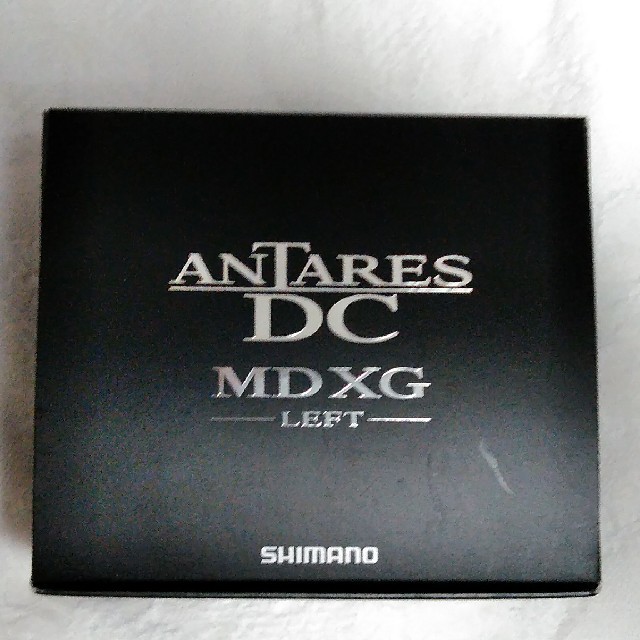 ANTARES
DC
MD XG
LEFT
SHIMANO